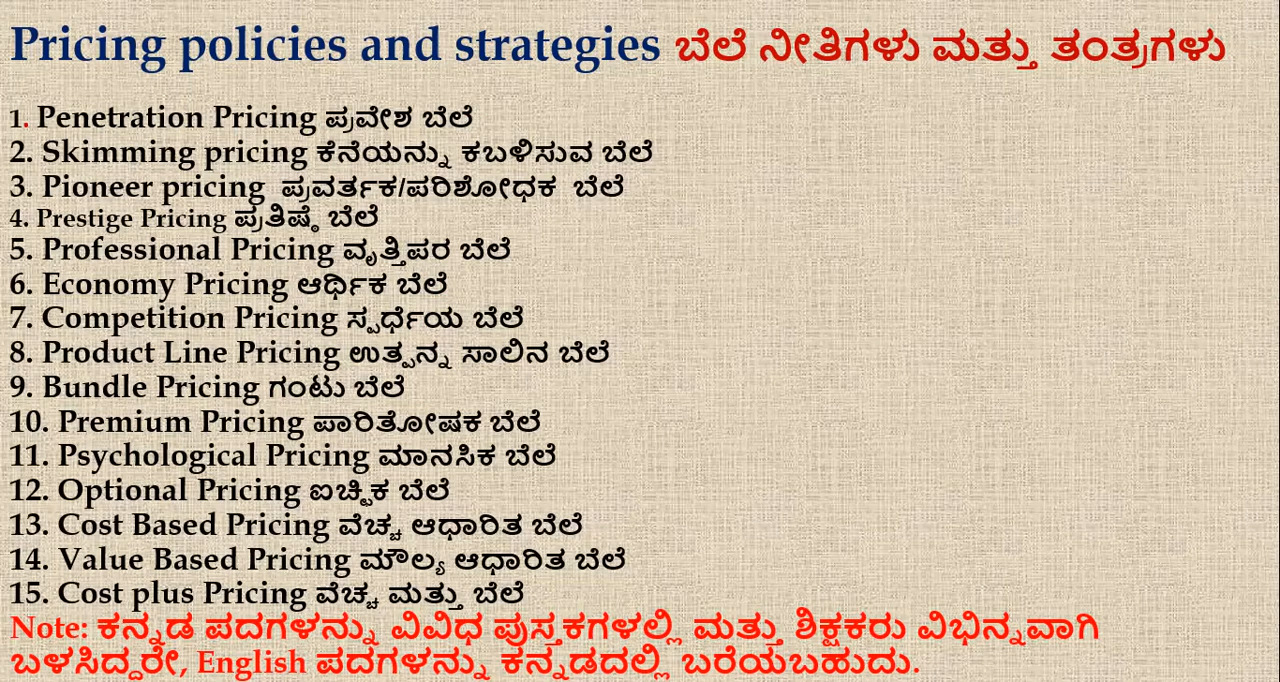 Pricing policies and strategies ಬೆಲೆ ನೀತಿಗಳು ಮತ್ತು ತಂತ್ರಗಳು
1. Penetration Pricing ಪ್ರವೇಶ ಬೆಲೆ
2. Skimming pricing ಕೆನೆಯನ್ನು ಕಬಳಿಸುವ ಬೆಲೆ
3. Pioneer pricing ಪ್ರವರ್ತಕ/ಪರಿಶೋಧಕ ಬೆಲೆ
4. Prestige Pricing ಪ್ರತಿಷ್ಠೆ ಬೆಲೆ
5. Professional Pricing ವೃತ್ತಿಪರ ಬೆಲೆ
6. Economy Pricing ಆರ್ಥಿಕ ಬೆಲೆ
7. Competition Pricing ಸ್ಪರ್ಧೆಯ ಬೆಲೆ
8. Product Line Pricing ಉತ್ಪನ್ನ ಸಾಲಿನ ಬೆಲೆ
9. Bundle Pricing ಗಂಟು ಬೆಲೆ
10. Premium Pricing ಪಾರಿತೋಷಕ ಬೆಲೆ
11. Psychological Pricing ಮಾನಸಿಕ ಬೆಲೆ
12. Optional Pricing ಐಚ್ಛಿಕ ಬೆಲೆ
13. Cost Based Pricing ವೆಚ್ಚ ಆಧಾರಿತ ಬೆಲೆ
14. Value Based Pricing ಮೌಲ್ಯ ಆಧಾರಿತ ಬೆಲೆ
15. Cost plus Pricing ವೆಚ್ಚ ಮತ್ತು ಬೆಲೆ
Note: ಕನ್ನಡ ಪದಗಳನ್ನು ವಿವಿಧ ಪುಸ್ತಕಗಳಲ್ಲಿ ಮತ್ತು ಶಿಕ್ಷಕರು ವಿಭಿನ್ನವಾಗಿ
ಬಳಸಿದ್ದರೇ, English ಪದಗಳನ್ನು ಕನ್ನಡದಲ್ಲಿ ಬರೆಯಬಹುದು.